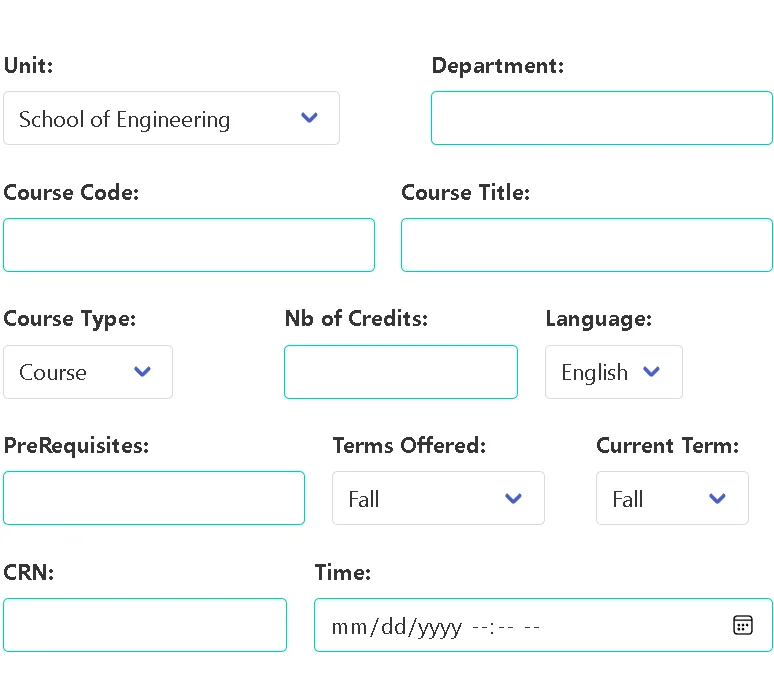 Unit: Department:
School of Engineering
Course Code: Course Title:
Course Type: Nb of Credits: Language:
Course English
PreRequisites: Terms Offered: Current Term:
Fall Fall
CRN: Time:
mm/dd/yyyy --:-- --